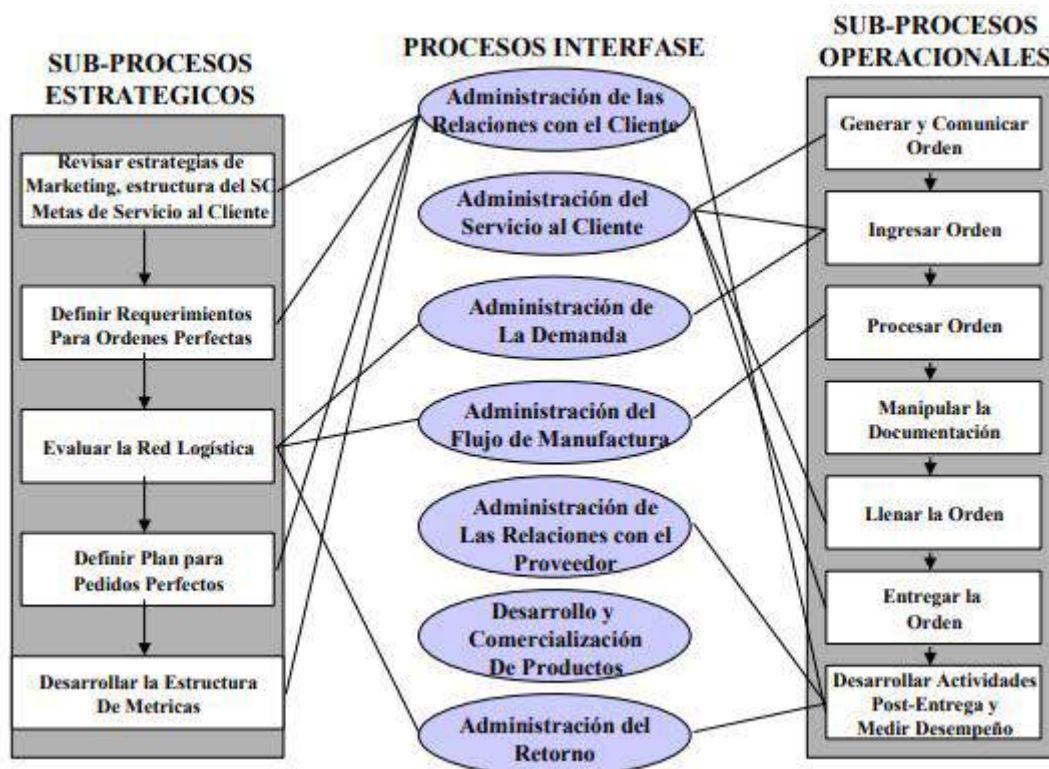 SUB-PROCESOS
ESTRATEGICOS
Revisar estrategias de
Marketing, estructura del SC
Metas de Servicio al Cliente
Definir Requerimientos
Para Ordenes Perfectas
Evaluar la Red Logística
Definir Plan para
Pedidos Perfectos
Desarrollar la Estructura
De Metricas
PROCESOS INTERFASE
Administración de las
Relaciones con el Cliente
Administración del
Servicio al Cliente
Administración de
La Demanda
Administración del
Flujo de Manufactura
Administración de
Las Relaciones con el
Proveedor
Desarrollo y
Comercialización
De Productos
Administración del
Retorno
SUB-PROCESOS
OPERACIONALES
Generar y Comunicar
Orden
Ingresar Orden
Procesar Orden
Manipular la
Documentación
Llenar la Orden
Entregar la
Orden
Desarrollar Actividades
Post-Entrega y
Medir Desempeño